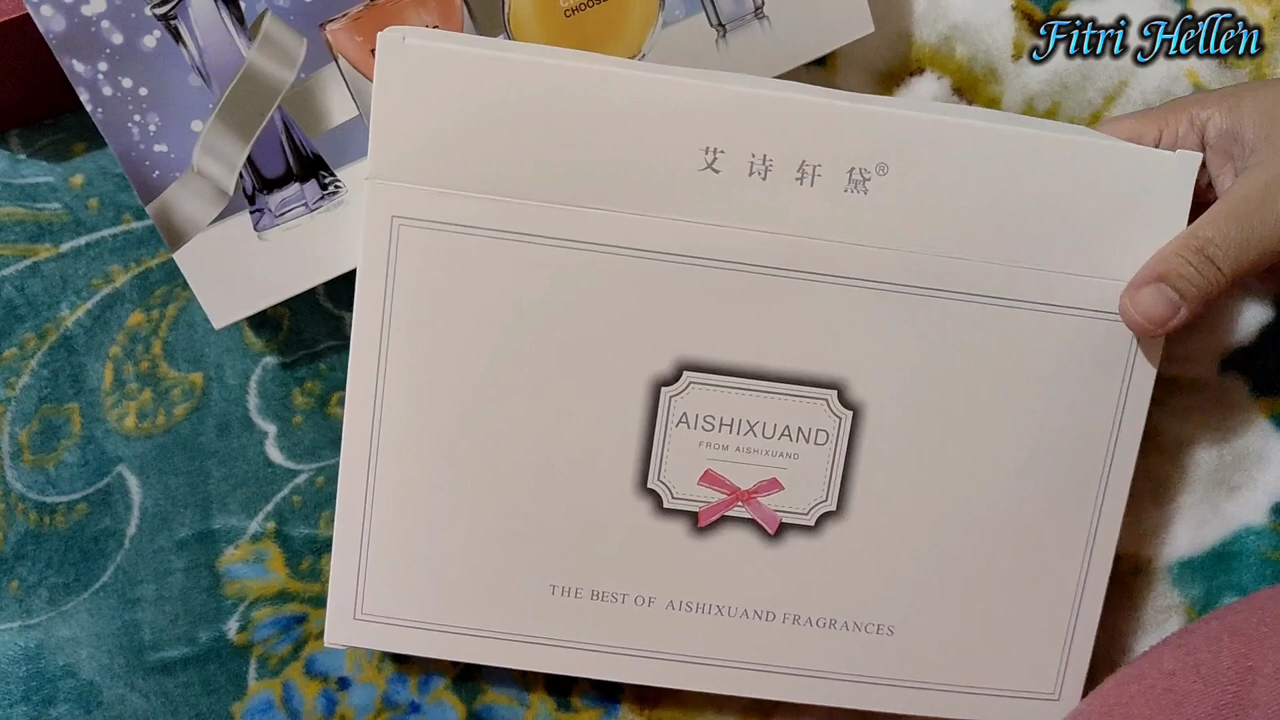 Fitri Hellen
CHOOSE
艾诗轩黛®
AISHIXUAND
FROM AISHIXUAND
THE BEST OF AISHIXUAND FRAGRANCES